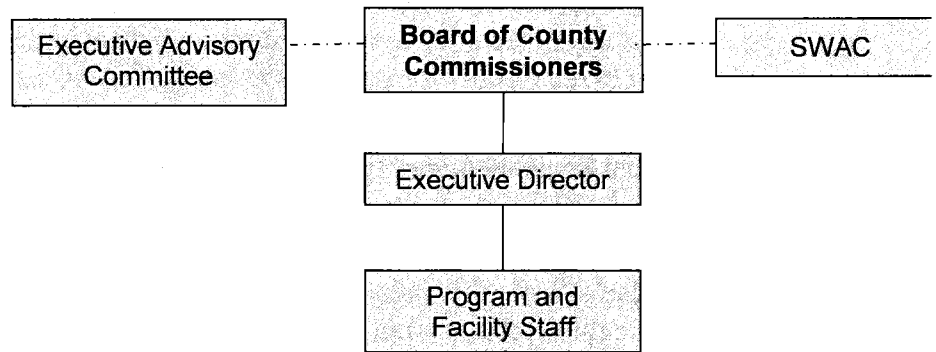 Executive Advisory
Committee
Board of County
Commissioners
SWAC
Executive Director
Program and
Facility Staff